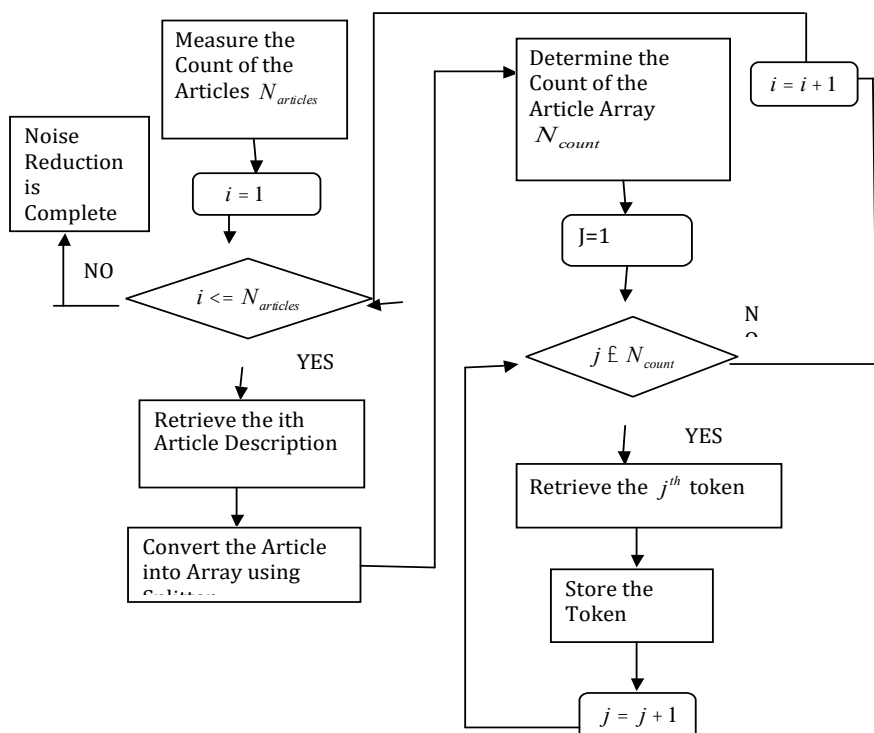 Measure the
Count of the
Articles N_articles
i = 1
Noise
Reduction
is
Complete
NO
i <= N_articles
YES
Retrieve the ith
Article Description
Convert the Article
into Array using
Determine the
Count of the
Article Array
N_count
J=1
j £ N_count
N
YES
Retrieve the j^th token
Store the
Token
j = j + 1
i = i + 1